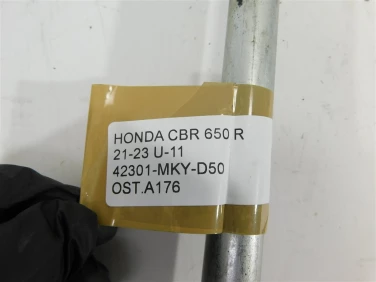 HONDA CBR 650 R
21-23 U-11
42301-MKY-D50
OST.A176